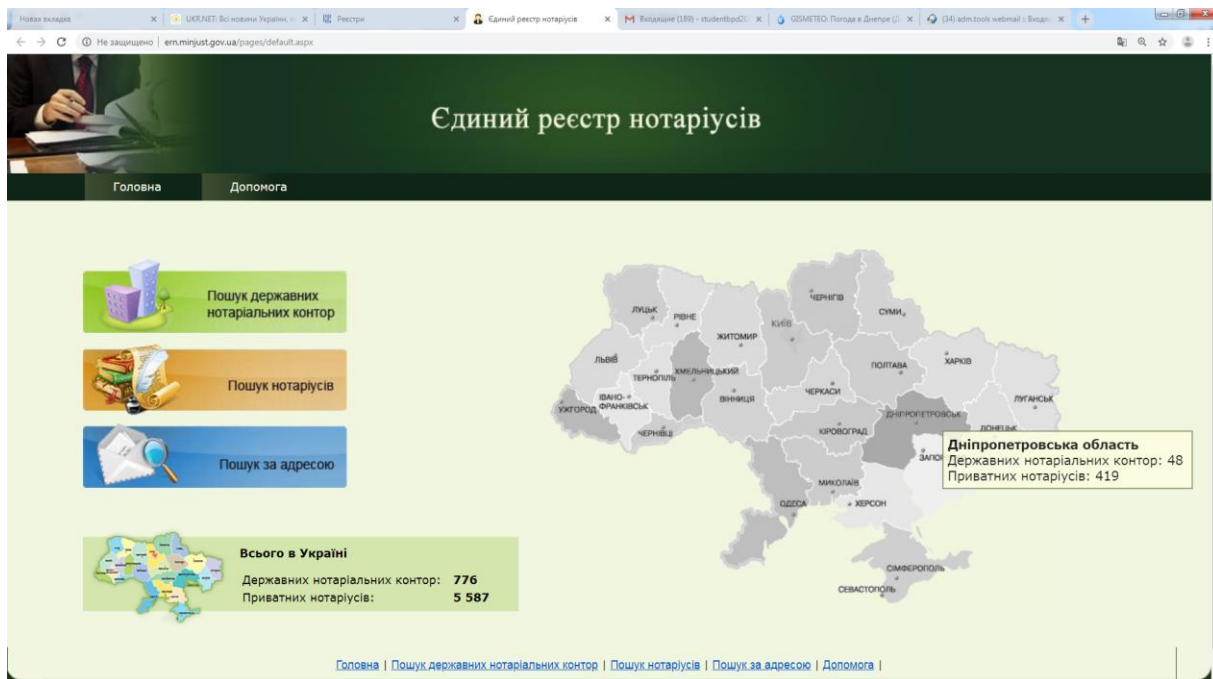 Новая вкладка
UKR.NET: Всі новини України,
Реєстри
Єдиний реєстр нотаріусів
Входящие (189) - studentbpd2
GISMETEO: Погода в Днепре
(34) adm.tools webmail :: Входящ
Не защищено | ern.minjust.gov.ua/pages/default.aspx
Єдиний реєстр нотаріусів
Головна Допомога
Пошук державних
нотаріальних контор
Пошук нотаріусів
Пошук за адресою
Всього в Україні
Державних нотаріальних контор: 776
Приватних нотаріусів: 5 587
ЛУЦЬК
РІВНЕ
ЖИТОМИР
КИЇВ
ЧЕРНІГІВ
СУМИ
ЛЬВІВ
ТЕРНОПІЛЬ
ХМЕЛЬНИЦЬКИЙ
ВІННИЦЯ
ЧЕРКАСИ
ПОЛТАВА
ХАРКІВ
ЛУГАНСЬК
УЖГОРОД
ІВАНО-
ФРАНКІВСЬК
ЧЕРНІВЦІ
КІРОВОГРАД
ДНІПРОПЕТРОВСЬК
ДОНЕЦЬК
ЗАПОР
Дніпропетровська область
Державних нотаріальних контор: 48
Приватних нотаріусів: 419
МИКОЛАЇВ
ОДЕСА
ХЕРСОН
СІМФЕРОПОЛЬ
СЕВАСТОПОЛЬ
Головна | Пошук державних нотаріальних контор | Пошук нотаріусів | Пошук за адресою | Допомога |